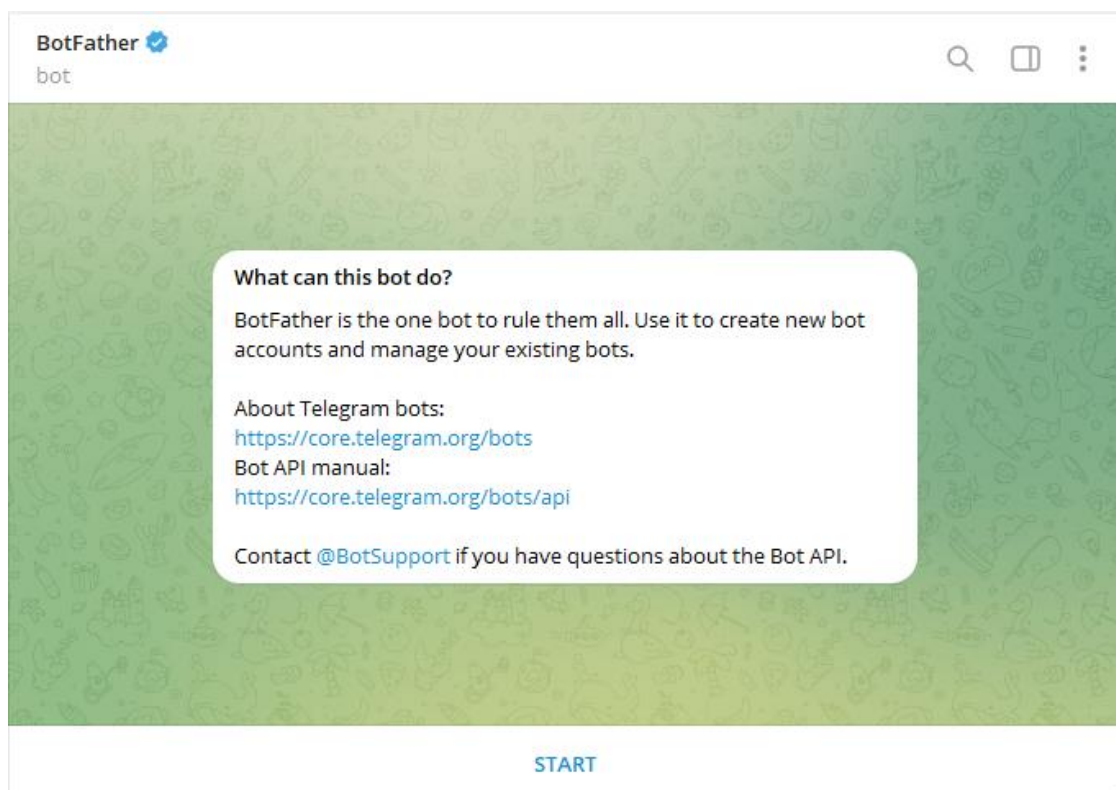 BotFather
bot
What can this bot do?
BotFather is the one bot to rule them all. Use it to create new bot
accounts and manage your existing bots.
About Telegram bots:
https://core.telegram.org/bots
Bot API manual:
https://core.telegram.org/bots/api
Contact @BotSupport if you have questions about the Bot API.
START